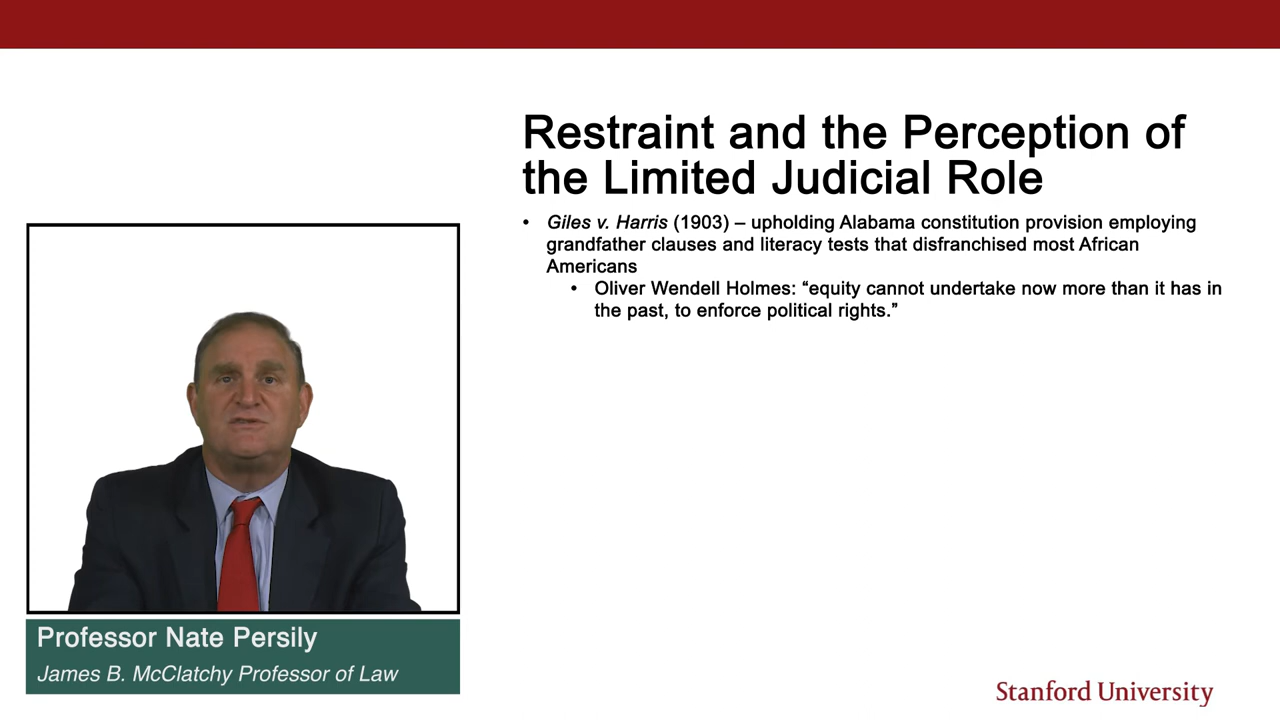 Restraint and the Perception of
the Limited Judicial Role
• Giles v. Harris (1903) – upholding Alabama constitution provision employing
grandfather clauses and literacy tests that disfranchised most African
Americans
• Oliver Wendell Holmes: “equity cannot undertake now more than it has in
the past, to enforce political rights.”
Professor Nate Persily
James B. McClatchy Professor of Law
Stanford University